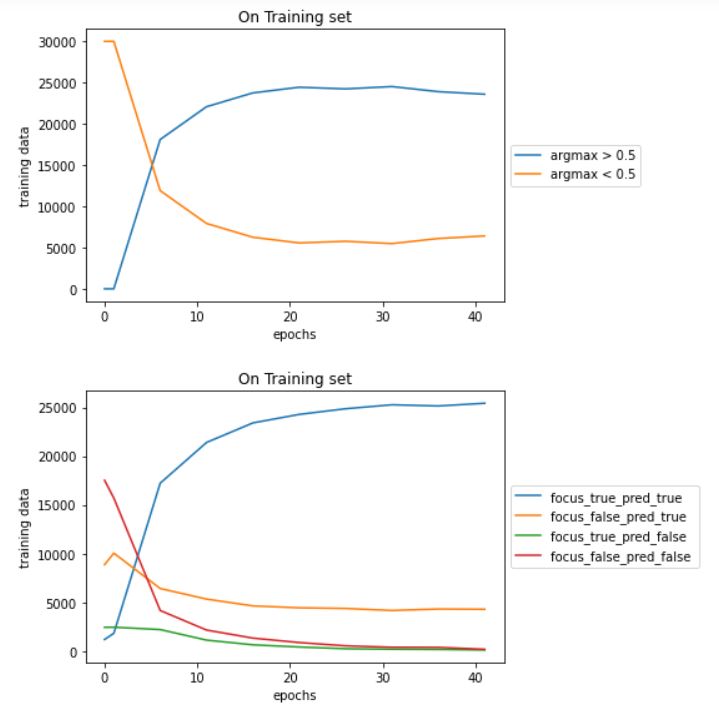 On Training set
30000
25000
20000
15000
10000
5000
0
training data
0 10 20 30 40
epochs
argmax > 0.5
argmax < 0.5
On Training set
25000
20000
15000
10000
5000
0
training data
0 10 20 30 40
epochs
focus_true_pred_true
focus_false_pred_true
focus_true_pred_false
focus_false_pred_false